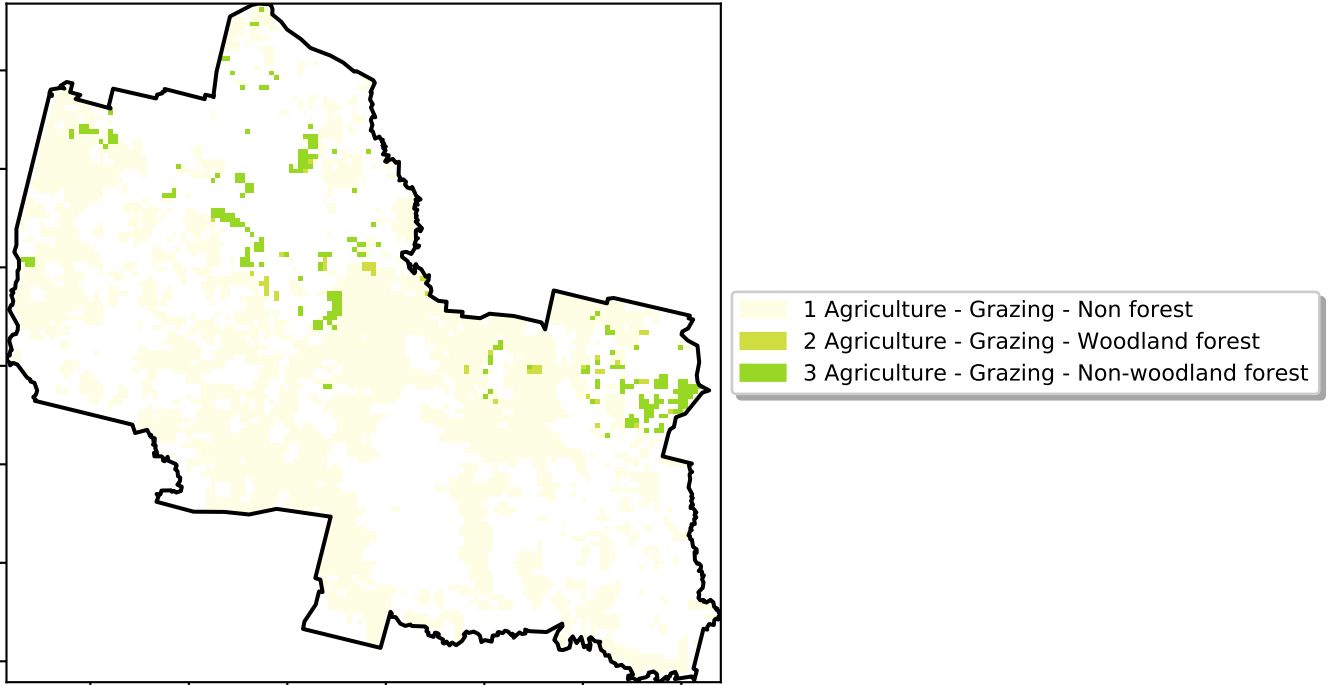 1 Agriculture - Grazing - Non forest
2 Agriculture - Grazing - Woodland forest
3 Agriculture - Grazing - Non-woodland forest